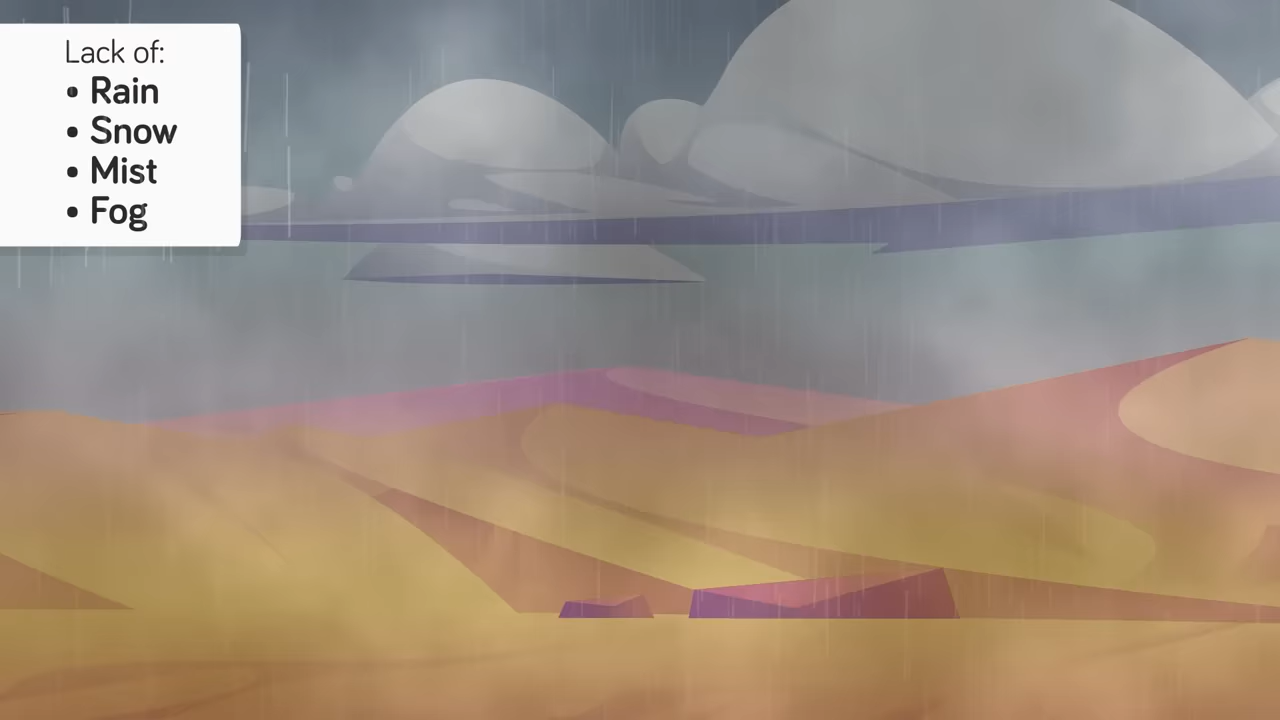 Lack of:
• Rain
• Snow
• Mist
• Fog